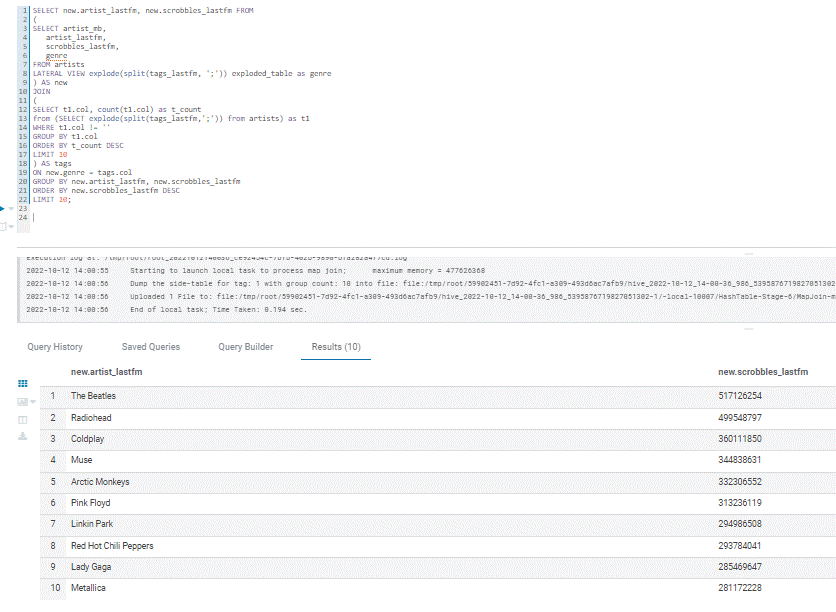 1 SELECT new.artist_lastfm, new.scrobbles_lastfm FROM
2 (
3 SELECT artist_mb,
4 artist_lastfm,
5 scrobbles_lastfm,
6 genre
7 FROM artists
8 LATERAL VIEW explode(split(tags_lastfm, ';')) exploded_table as genre
9 ) AS new
10 JOIN
11 (
12 SELECT t1.col, count(t1.col) as t_count
13 from (SELECT explode(split(tags_lastfm,';')) from artists) as t1
14 WHERE t1.col != ''
15 GROUP BY t1.col
16 ORDER BY t_count DESC
17 LIMIT 10
18 ) AS tags
19 ON new.genre = tags.col
20 GROUP BY new.artist_lastfm, new.scrobbles_lastfm
21 ORDER BY new.scrobbles_lastfm DESC
22 LIMIT 10;
23
24
2022-10-12 14:00:55 Starting to launch local task to process map join; maximum memory = 477626368
2022-10-12 14:00:56 Dump the side-table for tag: 1 with group count: 10 into file: file:/tmp/root/59902451-7d92-4fc1-a309-493d6ac7afb9/hive_2022-10-12_14-00-36_986_5395876719827051302
2022-10-12 14:00:56 Uploaded 1 File to: file:/tmp/root/59902451-7d92-4fc1-a309-493d6ac7afb9/hive_2022-10-12_14-00-36_986_5395876719827051302-1/-local-10007/HashTable-Stage-6/MapJoin-m
2022-10-12 14:00:56 End of local task; Time Taken: 0.194 sec.
Query History Saved Queries Query Builder Results (10)
new.artist_lastfm new.scrobbles_lastfm
1 The Beatles 517126254
2 Radiohead 499548797
3 Coldplay 360111850
4 Muse 344838631
5 Arctic Monkeys 332306552
6 Pink Floyd 313236119
7 Linkin Park 294986508
8 Red Hot Chili Peppers 293784041
9 Lady Gaga 285469647
10 Metallica 281172228